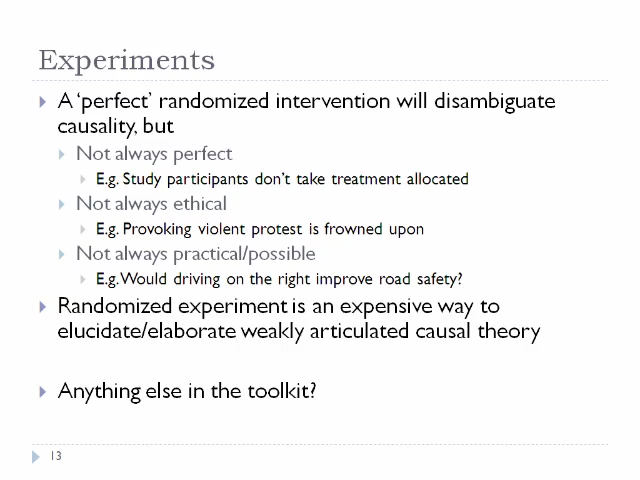 Experiments
A ‘perfect’ randomized intervention will disambiguate
causality, but
Not always perfect
E.g. Study participants don’t take treatment allocated
Not always ethical
E.g. Provoking violent protest is frowned upon
Not always practical/possible
E.g. Would driving on the right improve road safety?
Randomized experiment is an expensive way to
elucidate/elaborate weakly articulated causal theory
Anything else in the toolkit?
13